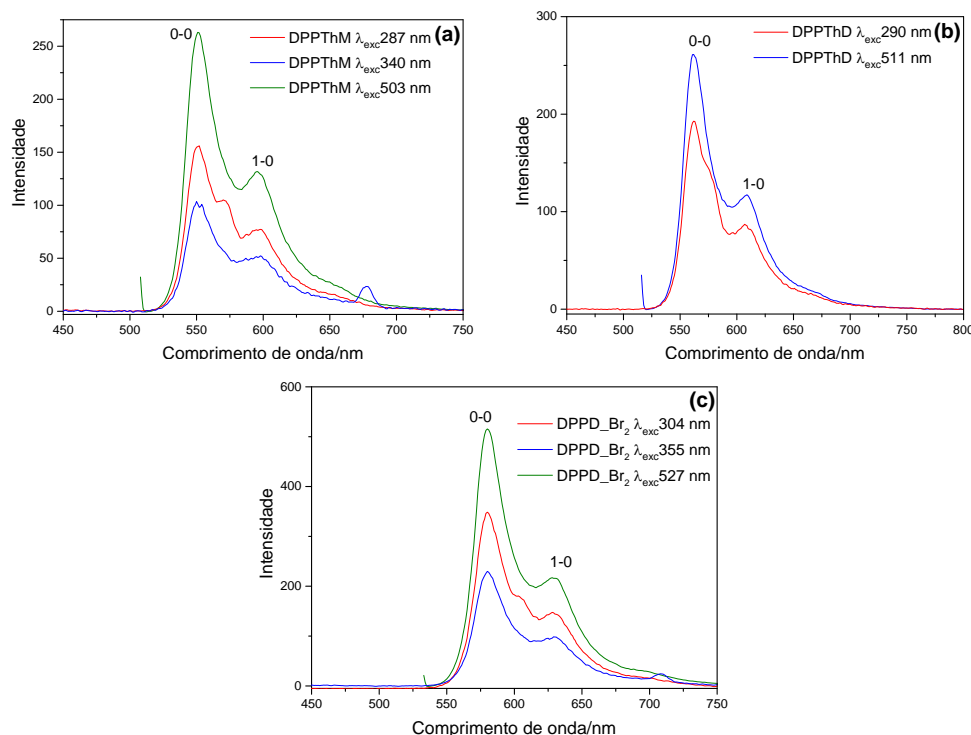 (a)
0-0
DPPThM λexc287 nm
DPPThM λexc340 nm
DPPThM λexc503 nm
1-0
Intensidade
250
200
150
100
50
0
450 500 550 600 650 700 750
Comprimento de onda/nm
(b)
0-0
DPPThD λexc290 nm
DPPThD λexc511 nm
1-0
Intensidade
300
200
100
0
450 500 550 600 650 700 750 800
Comprimento de onda/nm
(c)
0-0
DPPD_Br2 λexc304 nm
DPPD_Br2 λexc355 nm
DPPD_Br2 λexc527 nm
1-0
Intensidade
600
400
200
0
450 500 550 600 650 700 750
Comprimento de onda/nm